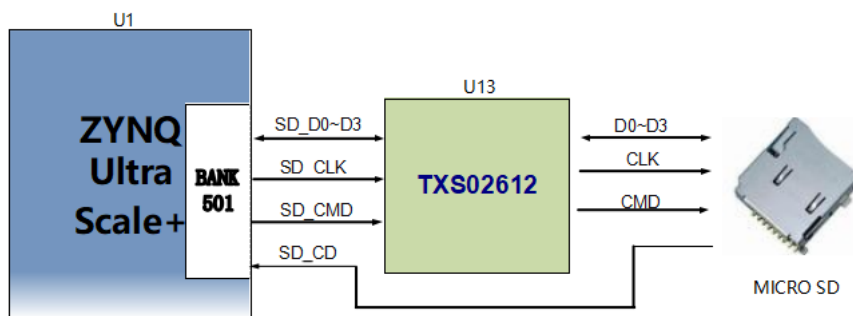 U1
ZYNQ
Ultra
Scale+
BANK
501
SD_D0~D3
SD_CLK
SD_CMD
SD_CD
U13
TXS02612
D0~D3
CLK
CMD
MICRO SD